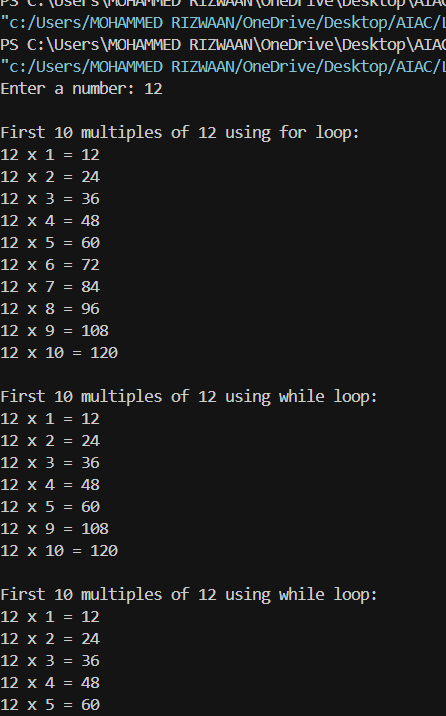 PS C:\Users\MOHAMMED RIZWAAN\OneDrive\Desktop\AIAC
"c:/Users/MOHAMMED RIZWAAN/OneDrive/Desktop/AIAC/L
PS C:\Users\MOHAMMED RIZWAAN\OneDrive\Desktop\AIAC
"c:/Users/MOHAMMED RIZWAAN/OneDrive/Desktop/AIAC/L
Enter a number: 12
First 10 multiples of 12 using for loop:
12 x 1 = 12
12 x 2 = 24
12 x 3 = 36
12 x 4 = 48
12 x 5 = 60
12 x 6 = 72
12 x 7 = 84
12 x 8 = 96
12 x 9 = 108
12 x 10 = 120
First 10 multiples of 12 using while loop:
12 x 1 = 12
12 x 2 = 24
12 x 3 = 36
12 x 4 = 48
12 x 5 = 60
12 x 9 = 108
12 x 10 = 120
First 10 multiples of 12 using while loop:
12 x 1 = 12
12 x 2 = 24
12 x 3 = 36
12 x 4 = 48
12 x 5 = 60